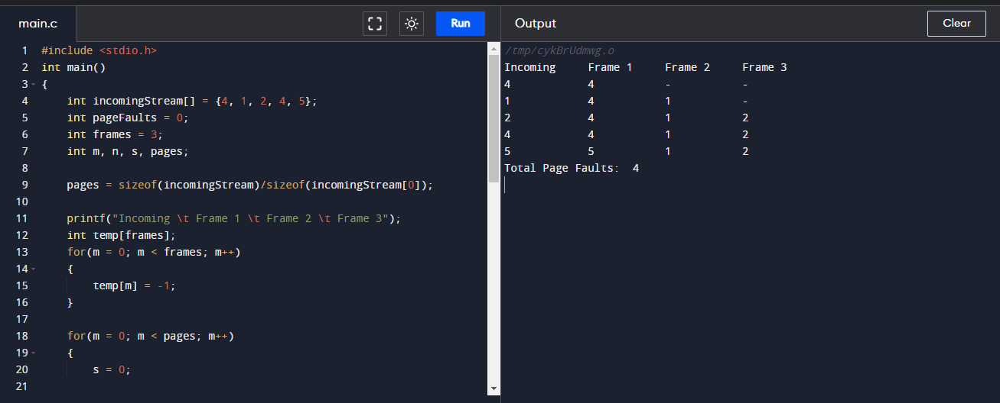 main.c
Run
1 #include <stdio.h>
2 int main()
3 {
4 int incomingStream[] = {4, 1, 2, 4, 5};
5 int pageFaults = 0;
6 int frames = 3;
7 int m, n, s, pages;
8
9 pages = sizeof(incomingStream)/sizeof(incomingStream[0]);
10
11 printf("Incoming \t Frame 1 \t Frame 2 \t Frame 3");
12 int temp[frames];
13 for(m = 0; m < frames; m++)
14 {
15 temp[m] = -1;
16 }
17
18 for(m = 0; m < pages; m++)
19 {
20 s = 0;
21
Output
Clear
/tmp/cykBrUdmwg.o
Incoming Frame 1 Frame 2 Frame 3
4 4 - -
1 4 1 -
2 4 1 2
4 4 1 2
5 5 1 2
Total Page Faults: 4